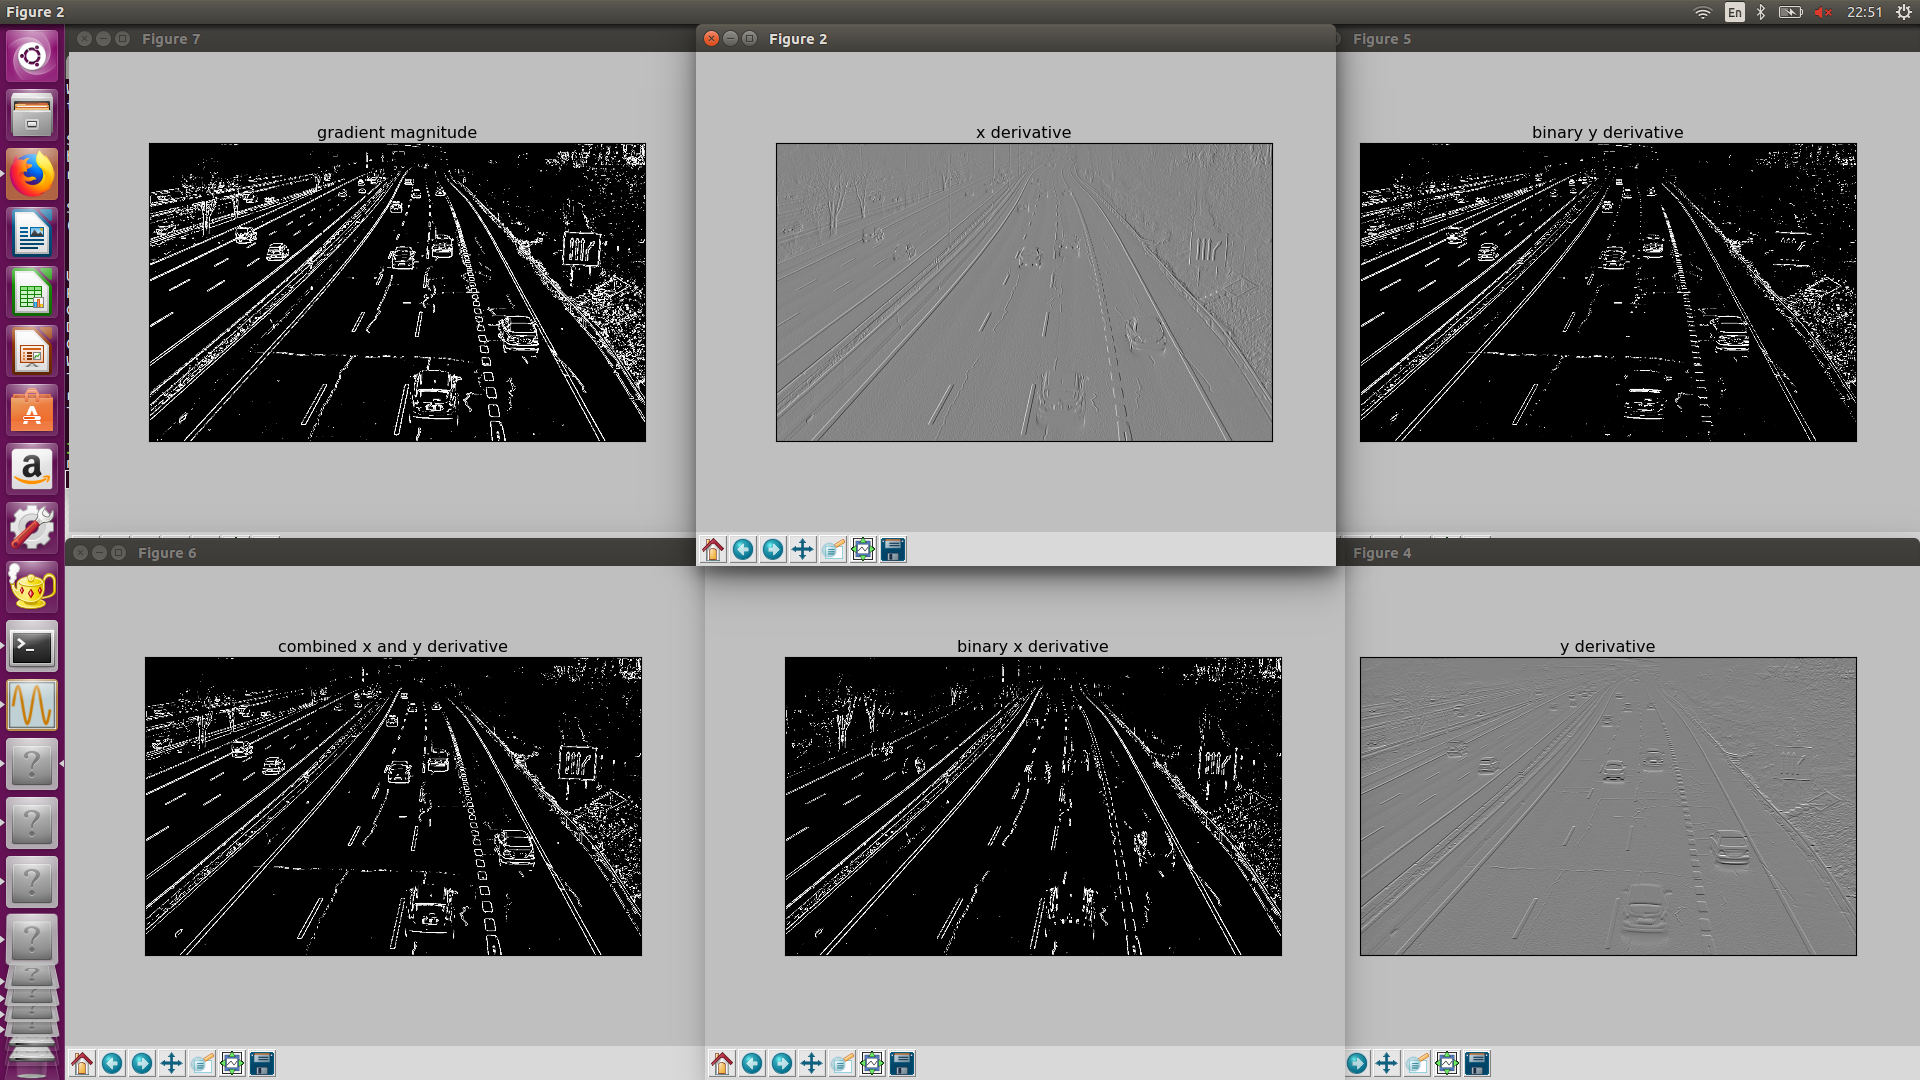 Figure 2
En
22:51
Figure 7
Figure 2
Figure 5
gradient magnitude
x derivative
binary y derivative
Figure 6
Figure 4
combined x and y derivative
binary x derivative
y derivative